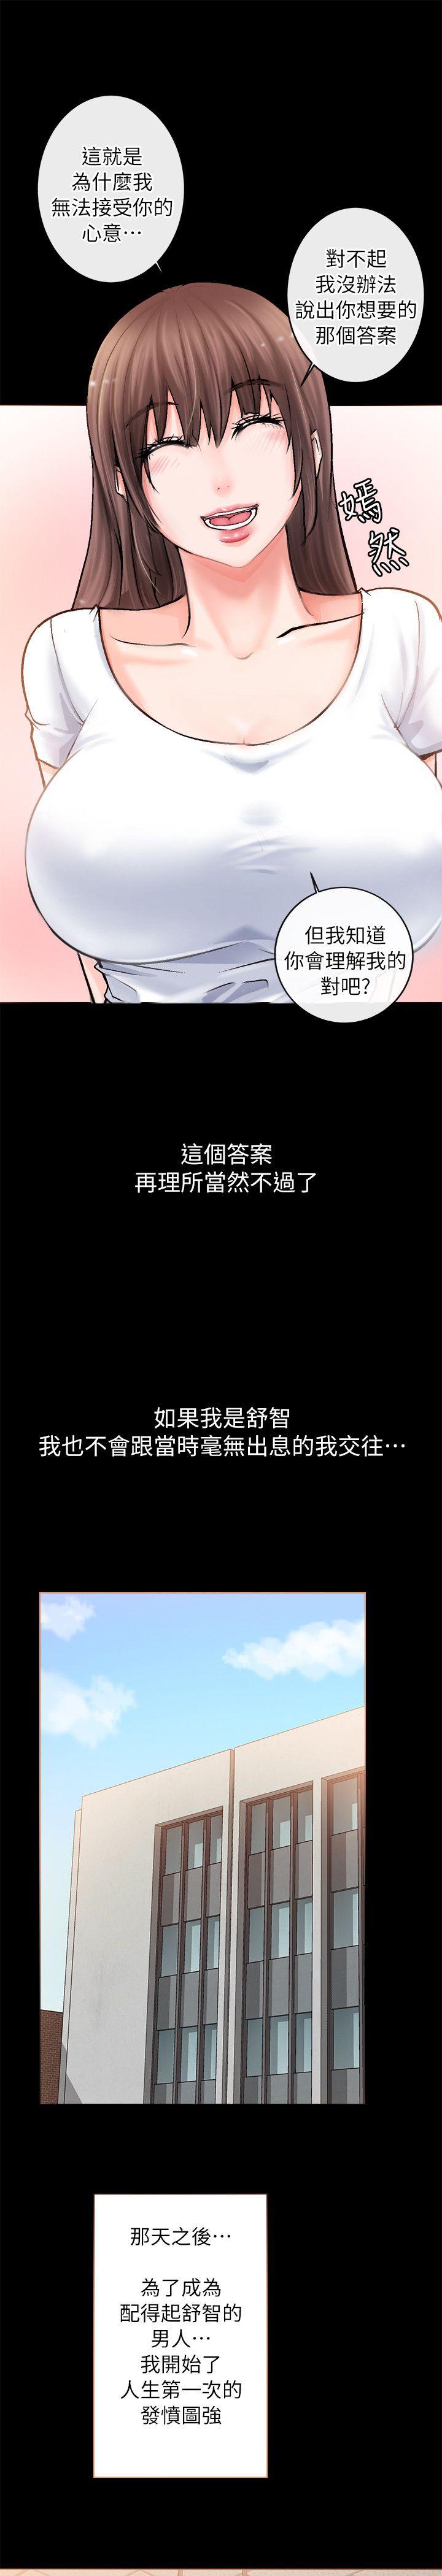 這就是
為什麼我
無法接受你的
心意…
對不起
我沒辦法
說出你想要的
那個答案
嫣然
但我知道
你會理解我的
對吧?
這個答案
再理所當然不過了
如果我是舒智
我也不會跟當時毫無出息的我交往…
那天之後…
為了成為
配得起舒智的
男人…
我開始了
人生第一次的
發憤圖強